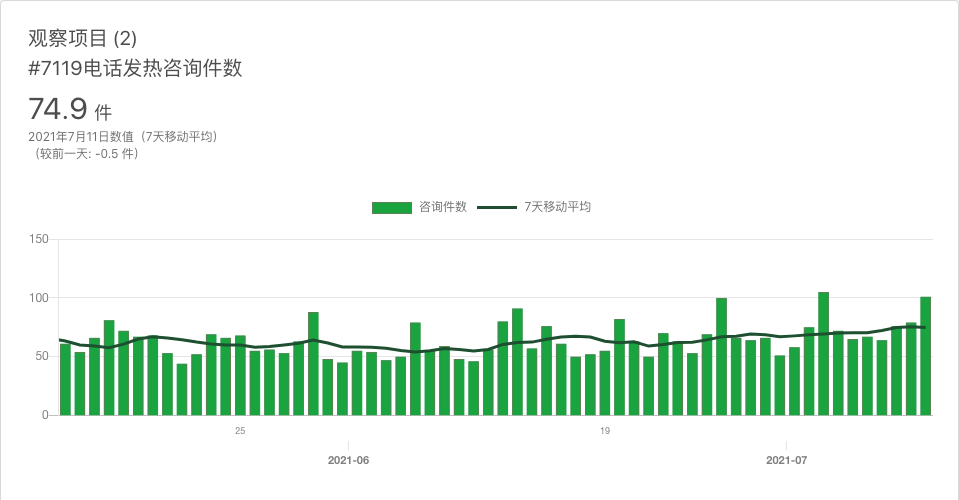 观察项目 (2)
#7119电话发热咨询件数
74.9 件
2021年7月11日数值（7天移动平均）
（较前一天: -0.5 件）
咨询件数 7天移动平均
150
100
50
0
25 19
2021-06 2021-07